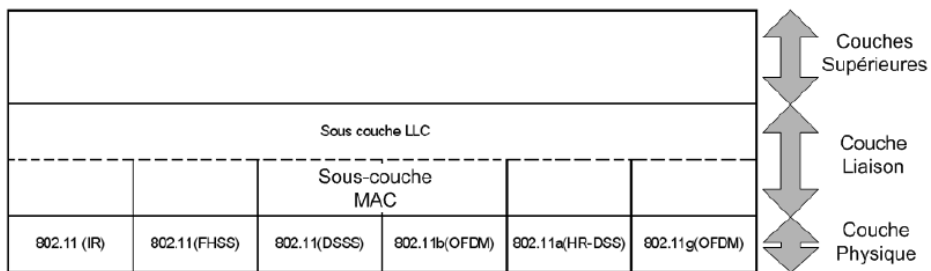 Couches
Supérieures
Sous couche LLC
Couche
Liaison
Sous-couche
MAC
802.11 (IR)
802.11(FHSS)
802.11(DSSS)
802.11b(OFDM)
802.11a(HR-DSS)
802.11g(OFDM)
Couche
Physique